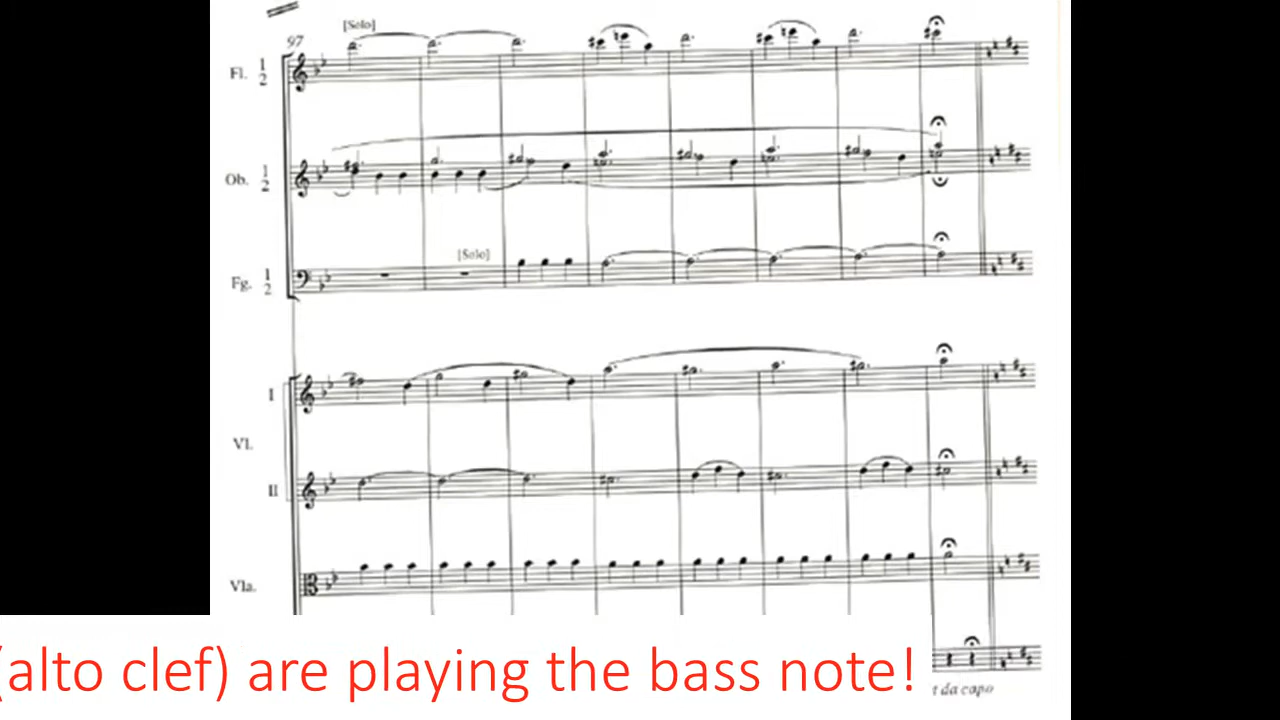 [Solo]
97
Fl. 1 2
Ob. 1 2
[Solo]
Fg. 1 2
I
Vl.
II
Vla.
(alto clef) are playing the bass note!
t da capo